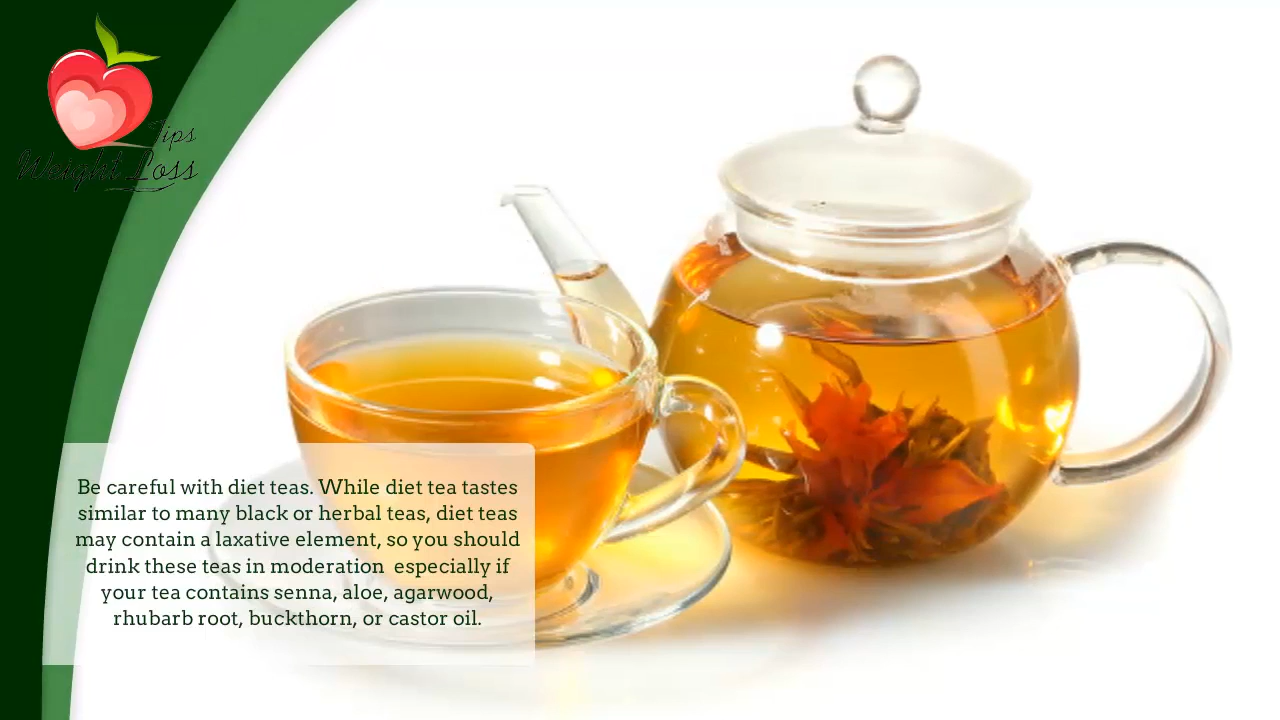 Tips
Weight Loss
Be careful with diet teas. While diet tea tastes
similar to many black or herbal teas, diet teas
may contain a laxative element, so you should
drink these teas in moderation  especially if
your tea contains senna, aloe, agarwood,
rhubarb root, buckthorn, or castor oil.